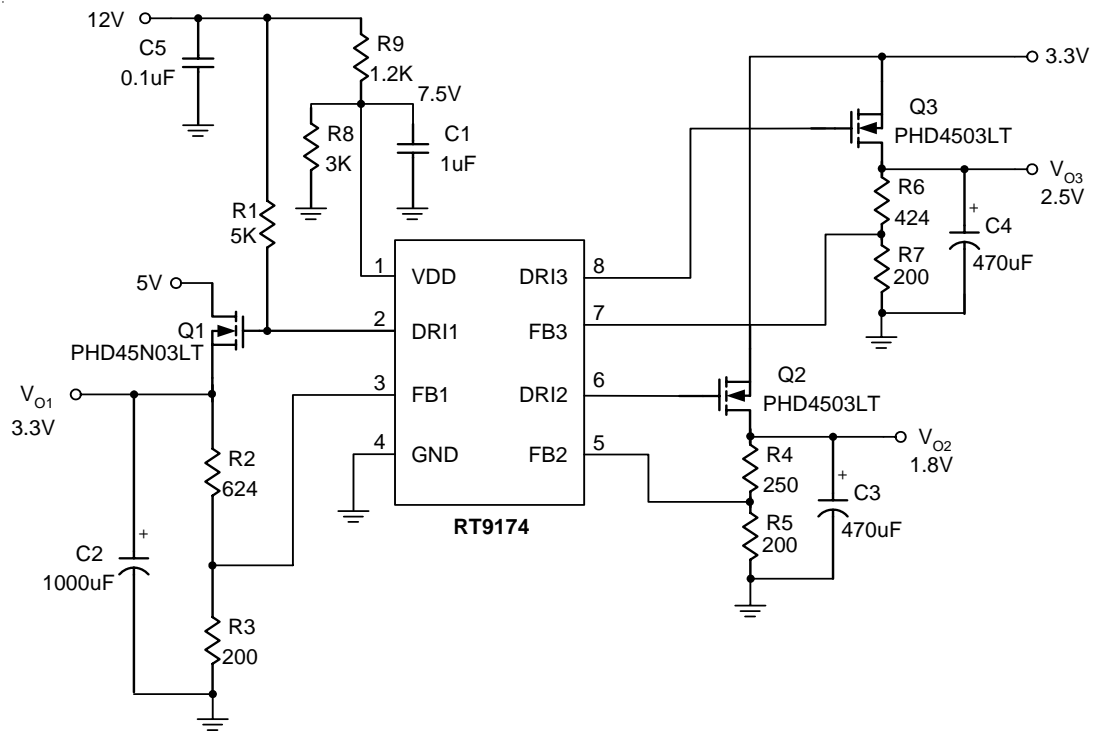 12V
C5
0.1uF
R9
1.2K
7.5V
R8
3K
C1
1uF
3.3V
Q3
PHD4503LT
VO3
2.5V
R6
424
C4
470uF
R7
200
R1
5K
5V
Q1
PHD45N03LT
1
VDD
DRI3
8
2
DRI1
FB3
7
3
FB1
DRI2
6
4
GND
FB2
5
RT9174
VO1
3.3V
R2
624
C2
1000uF
R3
200
Q2
PHD4503LT
VO2
1.8V
R4
250
C3
470uF
R5
200
+
+
+